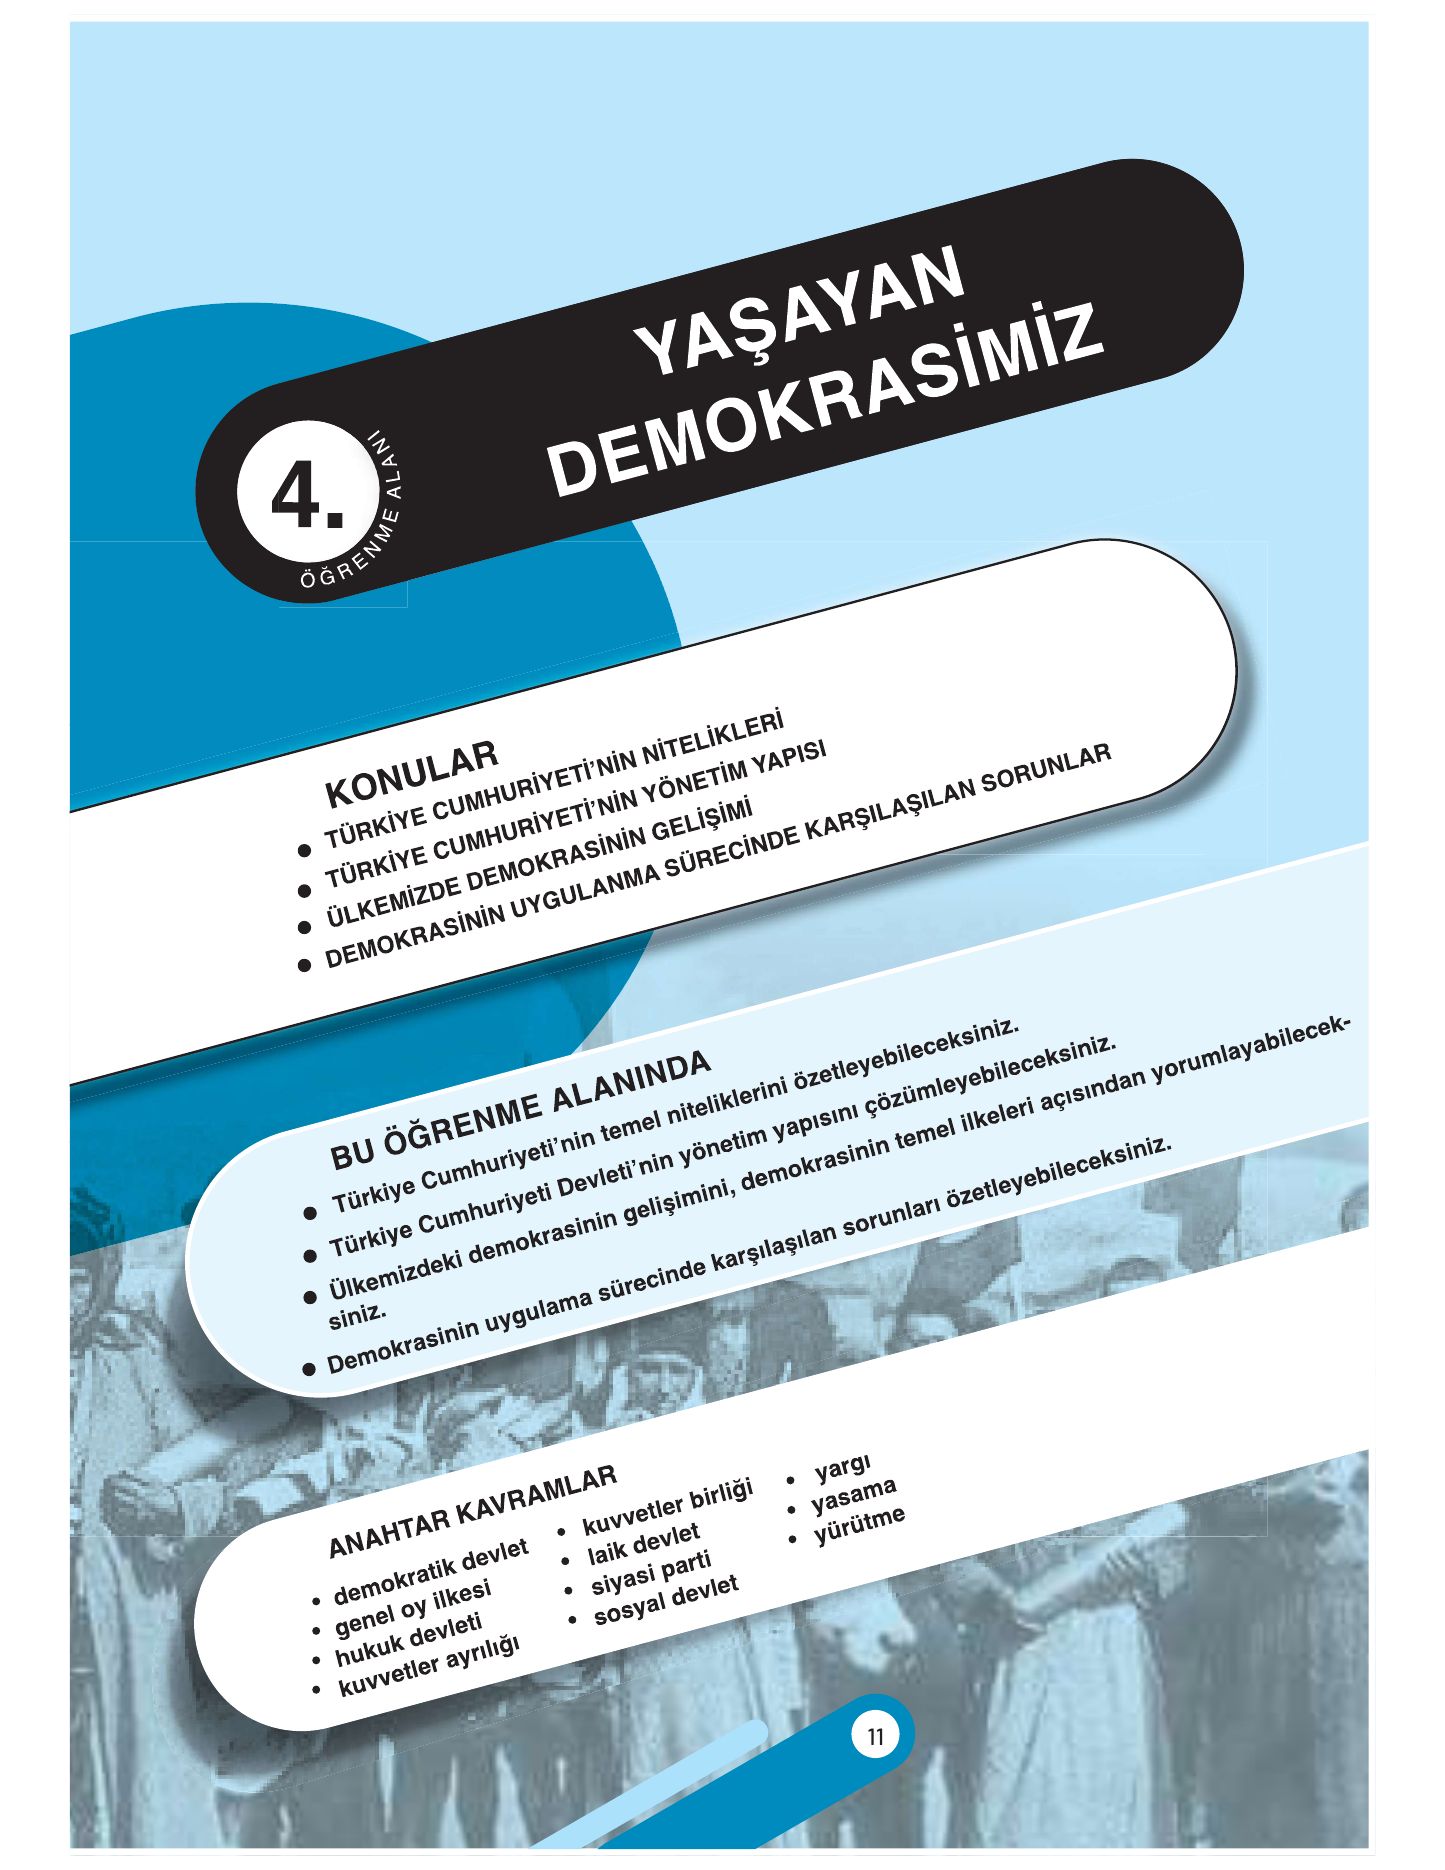 YAŞAYAN
DEMOKRASİMİZ
4.
ÖĞRENME ALANI
KONULAR
● TÜRKİYE CUMHURİYETİ’NİN NİTELİKLERİ
● TÜRKİYE CUMHURİYETİ’NİN YÖNETİM YAPISI
● ÜLKEMİZDE DEMOKRASİNİN GELİŞİMİ
● DEMOKRASİNİN UYGULANMA SÜRECİNDE KARŞILAŞILAN SORUNLAR
BU ÖĞRENME ALANINDA
● Türkiye Cumhuriyeti’nin temel niteliklerini özetleyebileceksiniz.
● Türkiye Cumhuriyeti Devleti’nin yönetim yapısını çözümleyebileceksiniz.
● Ülkemizdeki demokrasinin gelişimini, demokrasinin temel ilkeleri açısından yorumlayabilecek-
siniz.
● Demokrasinin uygulama sürecinde karşılaşılan sorunları özetleyebileceksiniz.
ANAHTAR KAVRAMLAR
• demokratik devlet
• genel oy ilkesi
• hukuk devleti
• kuvvetler ayrılığı
• kuvvetler birliği
• laik devlet
• siyasi parti
• sosyal devlet
• yargı
• yasama
• yürütme
11